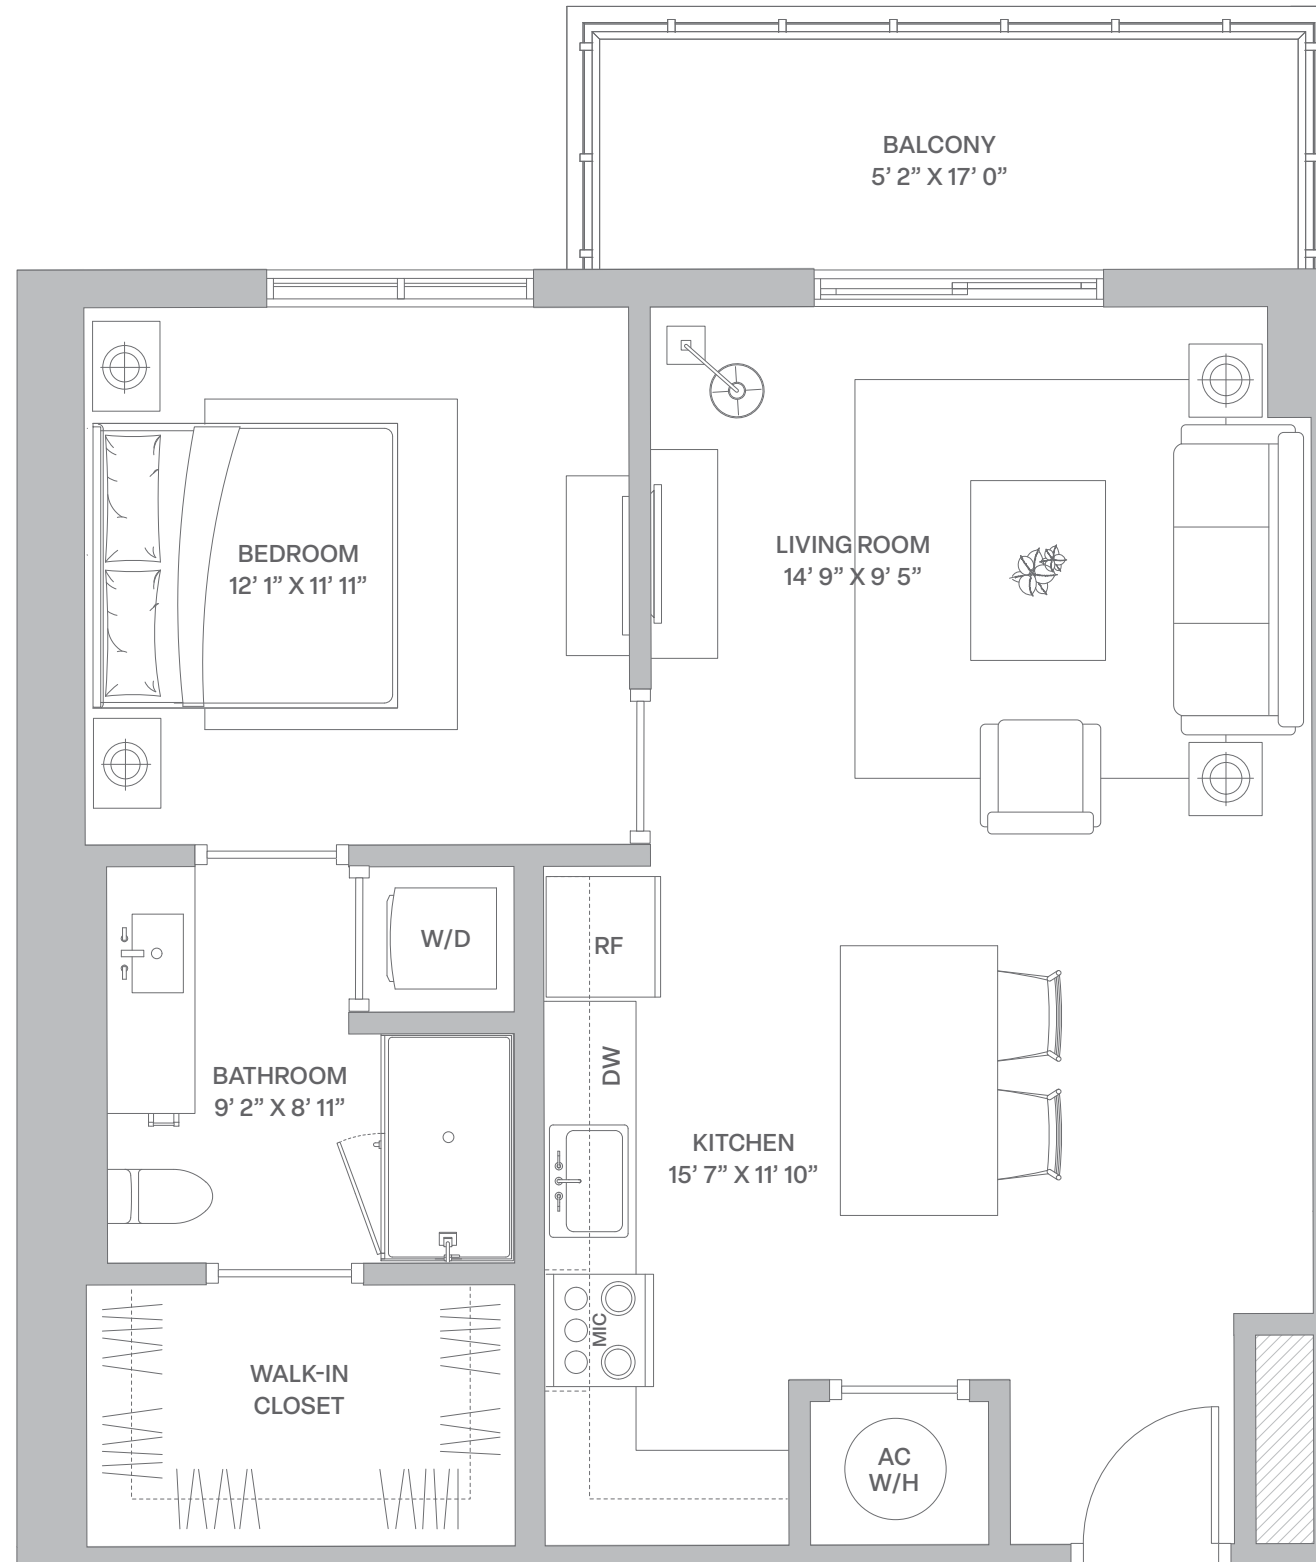 BALCONY
5’ 2” X 17’ 0”
BEDROOM
12’ 1” X 11’ 11”
LIVING ROOM
14’ 9” X 9’ 5”
W/D
RF
DW
BATHROOM
9’ 2” X 8’ 11”
KITCHEN
15’ 7” X 11’ 10”
MIC
WALK-IN
CLOSET
AC
W/H